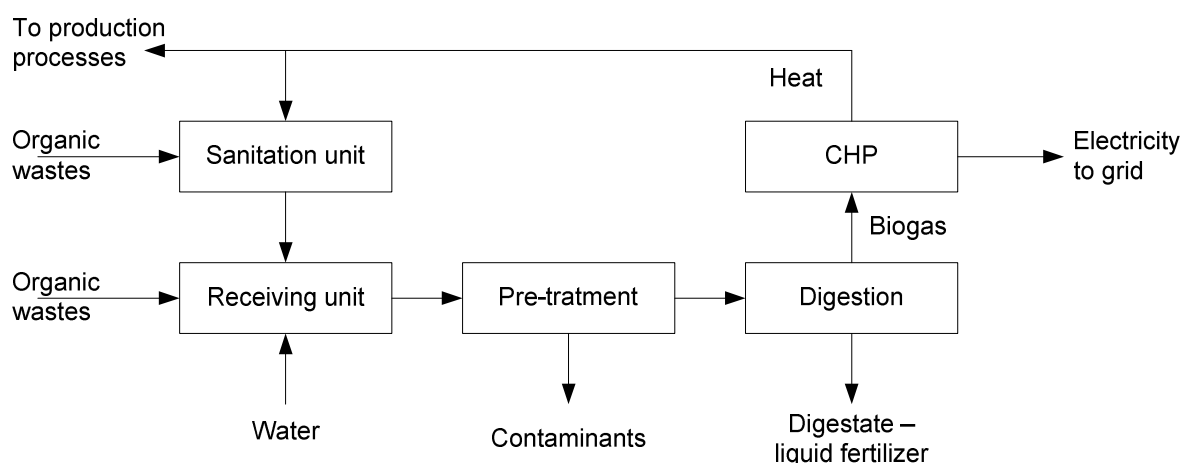 To production
processes
Heat
Organic
wastes
Sanitation unit
CHP
Electricity
to grid
Biogas
Organic
wastes
Receiving unit
Pre-tratment
Digestion
Water
Contaminants
Digestate –
liquid fertilizer